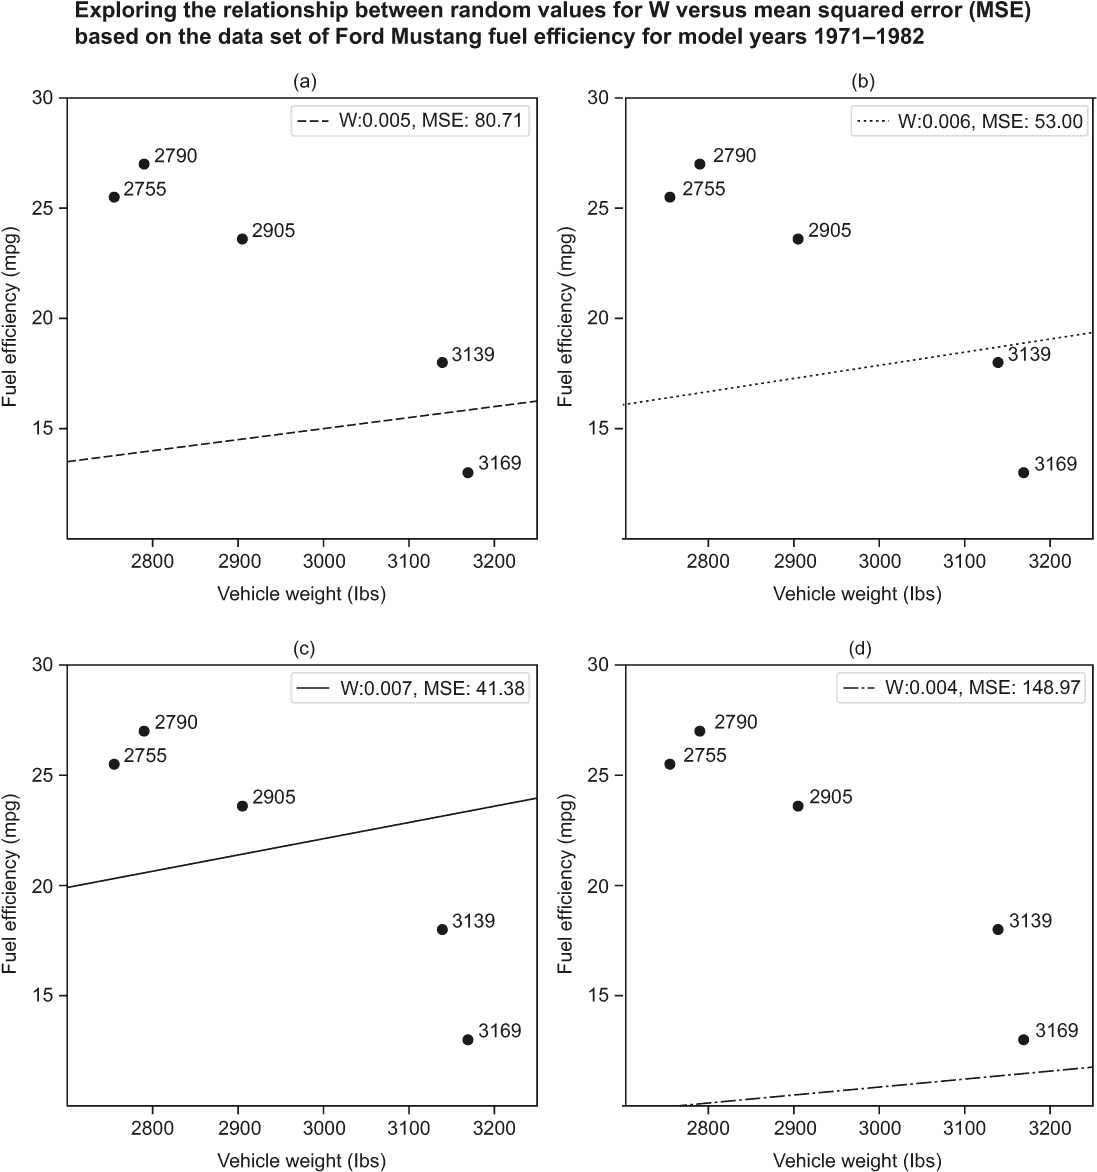 Exploring the relationship between random values for W versus mean squared error (MSE)
based on the data set of Ford Mustang fuel efficiency for model years 1971–1982
(a)
30
25
20
15
Fuel efficiency (mpg)
W:0.005, MSE: 80.71
2790
2755
2905
3139
3169
2800 2900 3000 3100 3200
Vehicle weight (lbs)
(b)
30
25
20
15
Fuel efficiency (mpg)
W:0.006, MSE: 53.00
2790
2755
2905
3139
3169
2800 2900 3000 3100 3200
Vehicle weight (lbs)
(c)
30
25
20
15
Fuel efficiency (mpg)
W:0.007, MSE: 41.38
2790
2755
2905
3139
3169
2800 2900 3000 3100 3200
Vehicle weight (lbs)
(d)
30
25
20
15
Fuel efficiency (mpg)
W:0.004, MSE: 148.97
2790
2755
2905
3139
3169
2800 2900 3000 3100 3200
Vehicle weight (lbs)